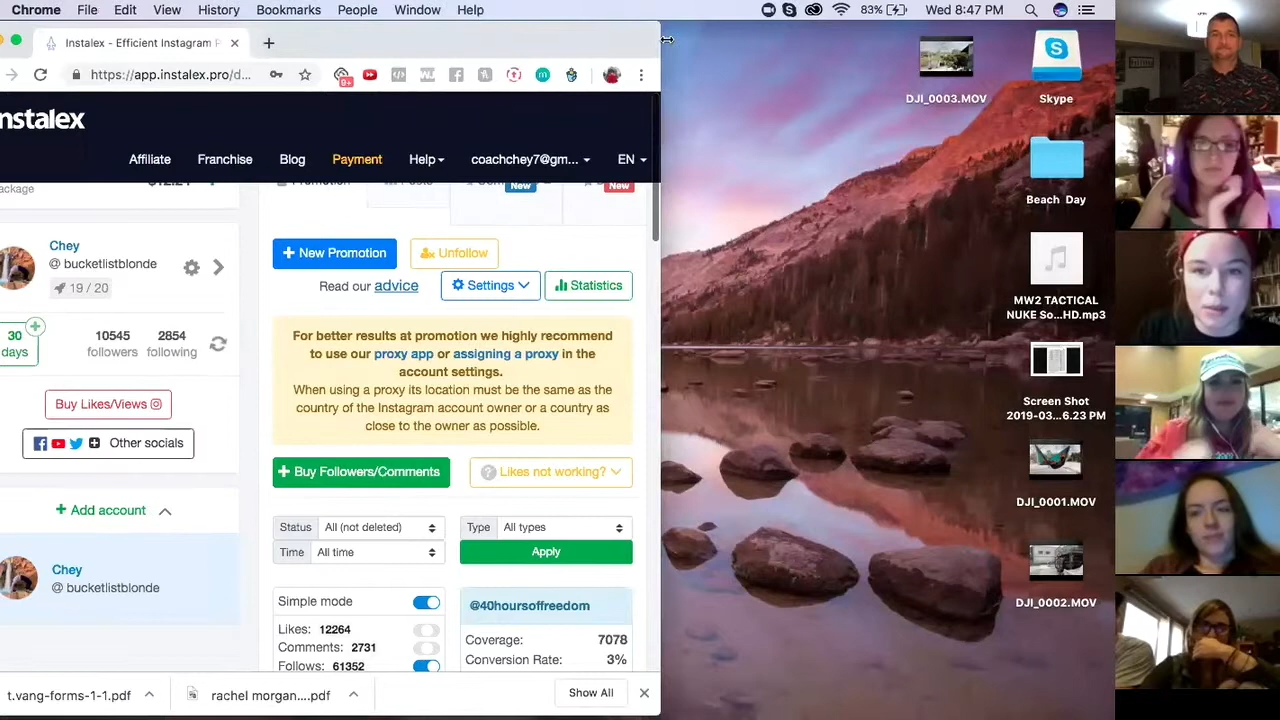 Chrome File Edit View History Bookmarks People Window Help
83% Wed 8:47 PM
Instalex - Efficient Instagram P
https://app.instalex.pro/d...
9+
nstalex
Affiliate Franchise Blog Payment Help coachchey7@gm... EN
ackage
$12.21
Promotion Posts New New
Chey
@ bucketlistblonde
19 / 20
30 days
10545 followers
2854 following
Buy Likes/Views
Other socials
+ Add account
Chey
@ bucketlistblonde
+ New Promotion Unfollow
Read our advice Settings Statistics
For better results at promotion we highly recommend
to use our proxy app or assigning a proxy in the
account settings.
When using a proxy its location must be the same as the
country of the Instagram account owner or a country as
close to the owner as possible.
+ Buy Followers/Comments ? Likes not working?
Status All (not deleted) Type All types
Time All time Apply
Simple mode
Likes: 12264
Comments: 2731
Follows: 61352
@40hoursoffreedom
Coverage: 7078
Conversion Rate: 3%
t.vang-forms-1-1.pdf rachel morgan....pdf Show All
DJI_0003.MOV
Skype
Beach Day
MW2 TACTICAL
NUKE So...HD.mp3
Screen Shot
2019-03...6.23 PM
DJI_0001.MOV
DJI_0002.MOV